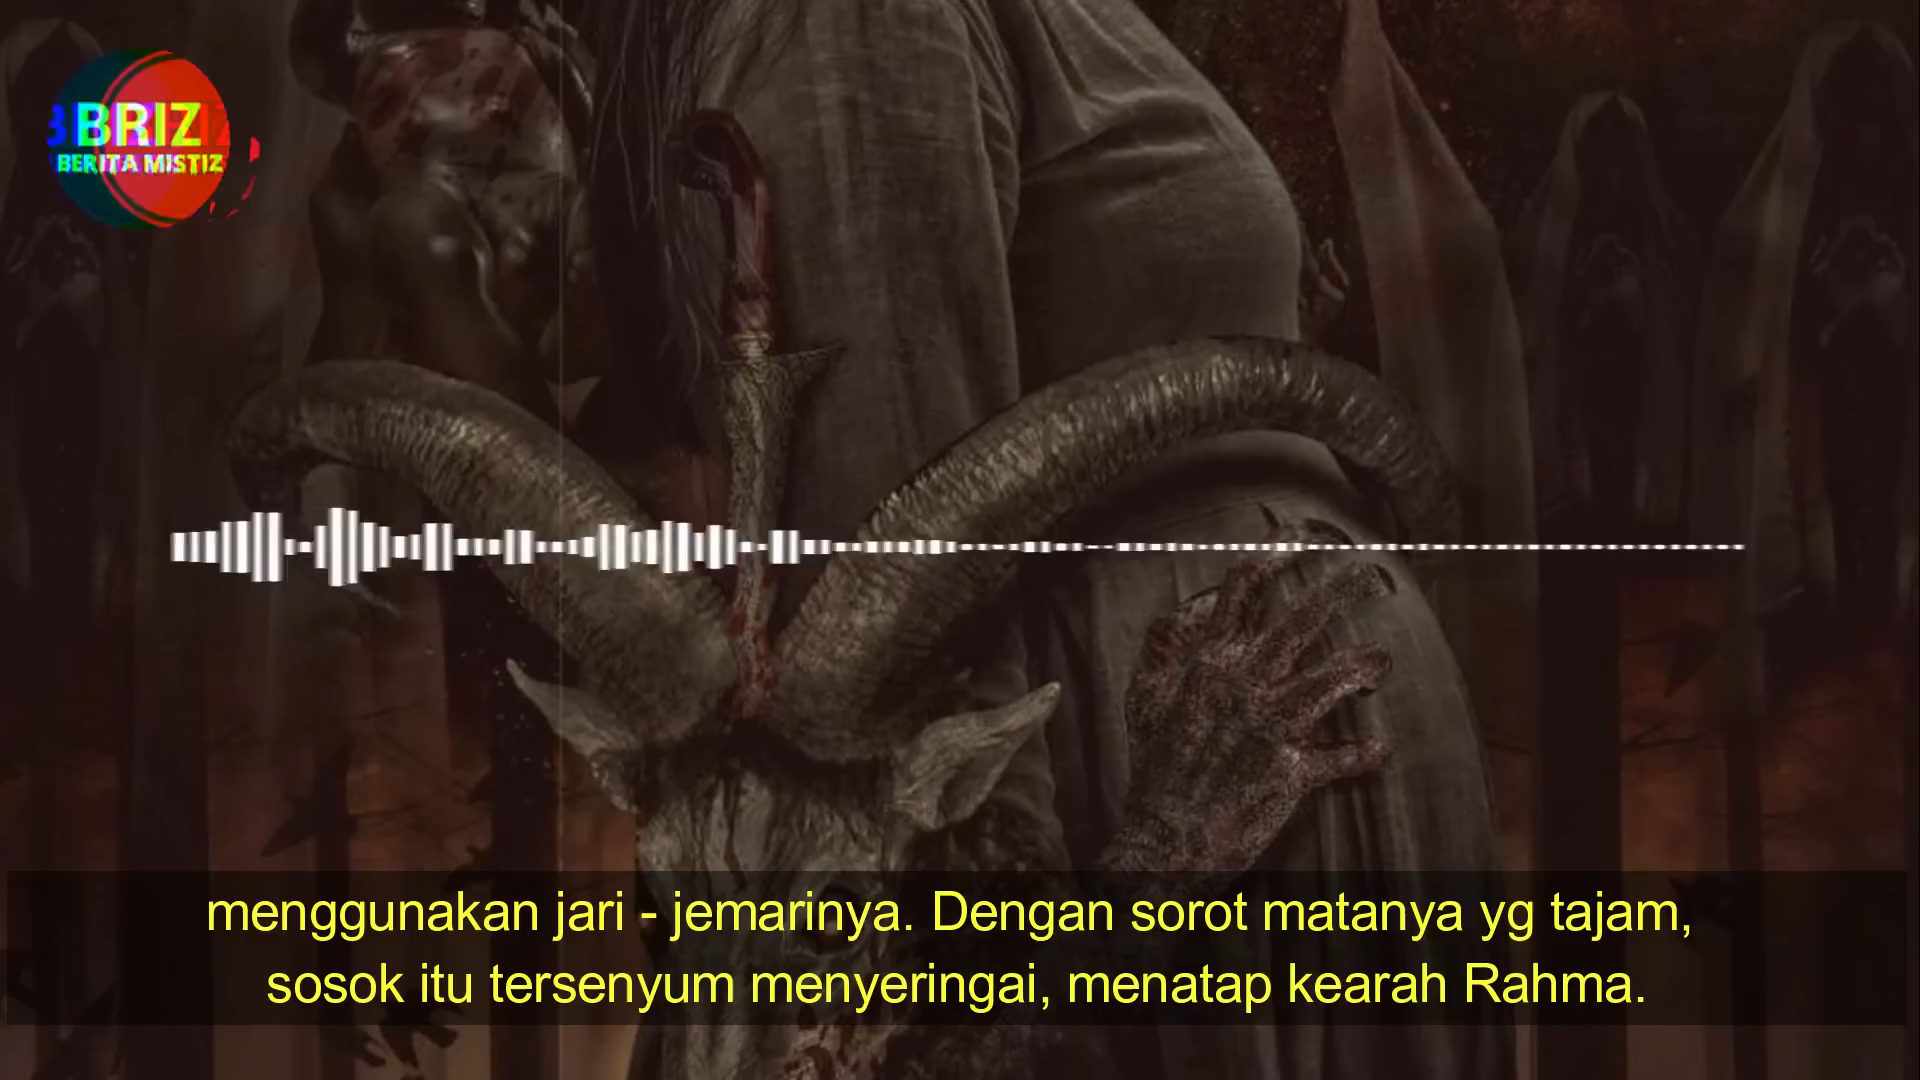 BRIZ
BERITA MISTIZ
menggunakan jari - jemarinya. Dengan sorot matanya yg tajam,
sosok itu tersenyum menyeringai, menatap kearah Rahma.